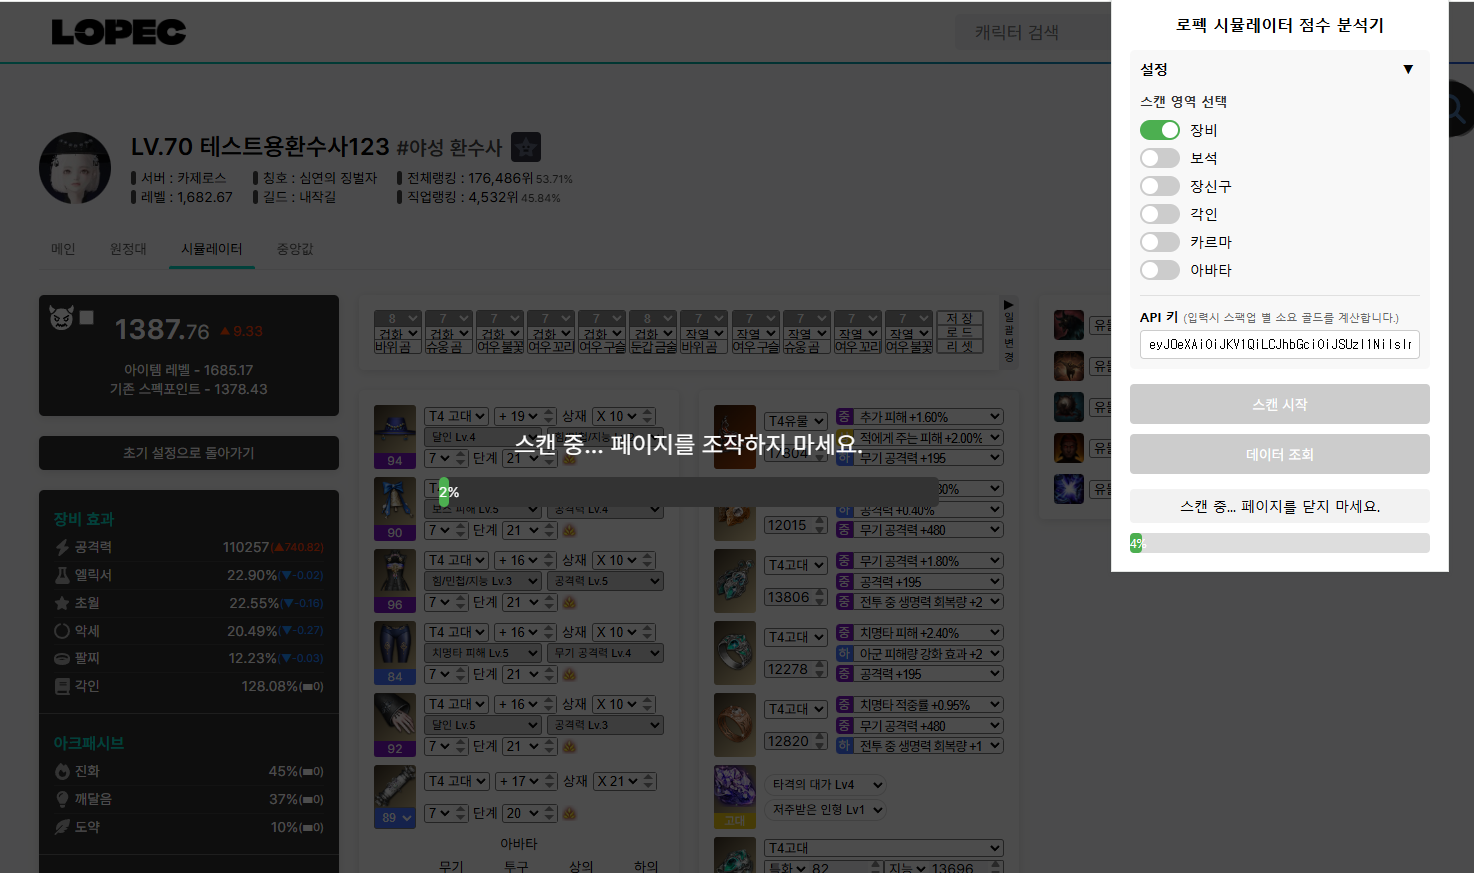 LOPEC
캐릭터 검색
LV.70 테스트용환수사123 #야성 환수사
서버 : 카제로스 칭호 : 심연의 징벌자 전체랭킹 : 176,486위 53.71%
레벨 : 1,682.67 길드 : 내작길 직업랭킹 : 4,532위 45.84%
메인 원정대 시뮬레이터 중앙값
1387.76 ▲9.33
아이템 레벨 - 1685.17
기존 스펙포인트 - 1378.43
초기 설정으로 돌아가기
장비 효과
공격력 110257(▲740.82)
엘릭서 22.90%(▼-0.02)
초월 22.55%(▼-0.16)
악세 20.49%(▼-0.27)
팔찌 12.23%(▼-0.03)
각인 128.08%(0)
아크패시브
진화 45%(0)
깨달음 37%(0)
도약 10%(0)
8 7 7 7 7 8 7 7 7 7 7 저 장
검화 검화 검화 검화 검화 검화 작열 작열 작열 작열 작열 로 드
바위 곰 슈웅 곰 여우 불꽃 여우 꼬리 여우 구슬 둔갑 곰술 바위 곰 여우 구슬 슈웅 곰 여우 꼬리 여우 불꽃 리 셋
▶
일
괄
변
경
T4 고대 + 19 상재 X 10
달인 Lv.4
94 7 단계 21
로스 피해 Lv.5 공격력 Lv.4
90 7 단계 21
T4 고대 + 16 상재 X 10
힘/민첩/지능 Lv.3 공격력 Lv.5
96 7 단계 21
T4 고대 + 16 상재 X 10
치명타 피해 Lv.5 무기 공격력 Lv.4
84 7 단계 21
T4 고대 + 16 상재 X 10
달인 Lv.5 공격력 Lv.3
92 7 단계 21
T4 고대 + 17 상재 X 21
89 7 단계 20
아바타
무기 투구 상의 하의
T4유물 중 추가 피해 +1.60%
적에게 주는 피해 +2.00%
17304 하 무기 공격력 +195
하 공격력 +0.40%
12015 중 무기 공격력 +480
T4고대 중 무기 공격력 +1.80%
중 공격력 +195
13806 중 전투 중 생명력 회복량 +2
T4고대 중 치명타 피해 +2.40%
하 아군 피해량 강화 효과 +2
12278 중 공격력 +195
T4고대 중 치명타 적중률 +0.95%
중 무기 공격력 +480
12820 하 전투 중 생명력 회복량 +1
타격의 대가 Lv4
저주받은 인형 Lv1
고대
T4고대
특화 82 지능 13696
스캔 중... 페이지를 조작하지 마세요.
2%
로펙 시뮬레이터 점수 분석기
설정 ▼
스캔 영역 선택
장비
보석
장신구
각인
카르마
아바타
API 키 (입력시 스팩업 별 소요 골드를 계산합니다.)
스캔 시작
데이터 조회
스캔 중... 페이지를 닫지 마세요.
4%